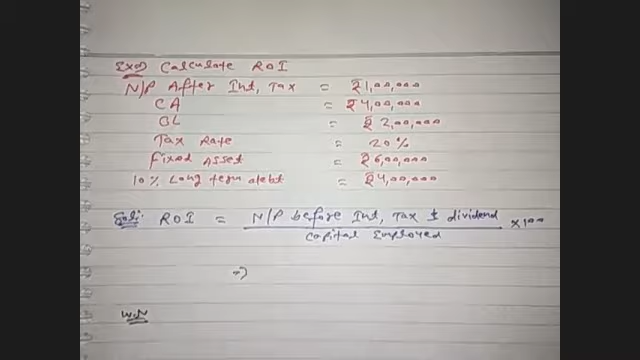 Ex① Calculate ROI
N/P After Int, Tax = ₹1,00,000
CA = ₹4,00,000
CL = ₹2,00,000
Tax Rate = 20%
Fixed Asset = ₹6,00,000
10% Long term debt = ₹4,00,000
Sol: ROI = N/P before Int, Tax & dividend
Capital Employed × 100
⇒
W.N